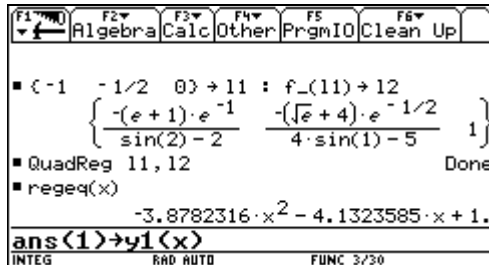 F1 F2 F3 F4 F5 F6
Algebra Calc Other PrgmIO Clean Up
▪ {-1 -1/2 0}→l1 : f_(l1)→l2
{-(e+1)·e^-1 / sin(2)-2 -(√e+4)·e^-1/2 / 4·sin(1)-5 1}
▪ QuadReg l1,l2 Done
▪ regeq(x)
-3.8782316·x^2-4.1323585·x+1.
ans(1)→y1(x)
INTEG RAD AUTO FUNC 3/30